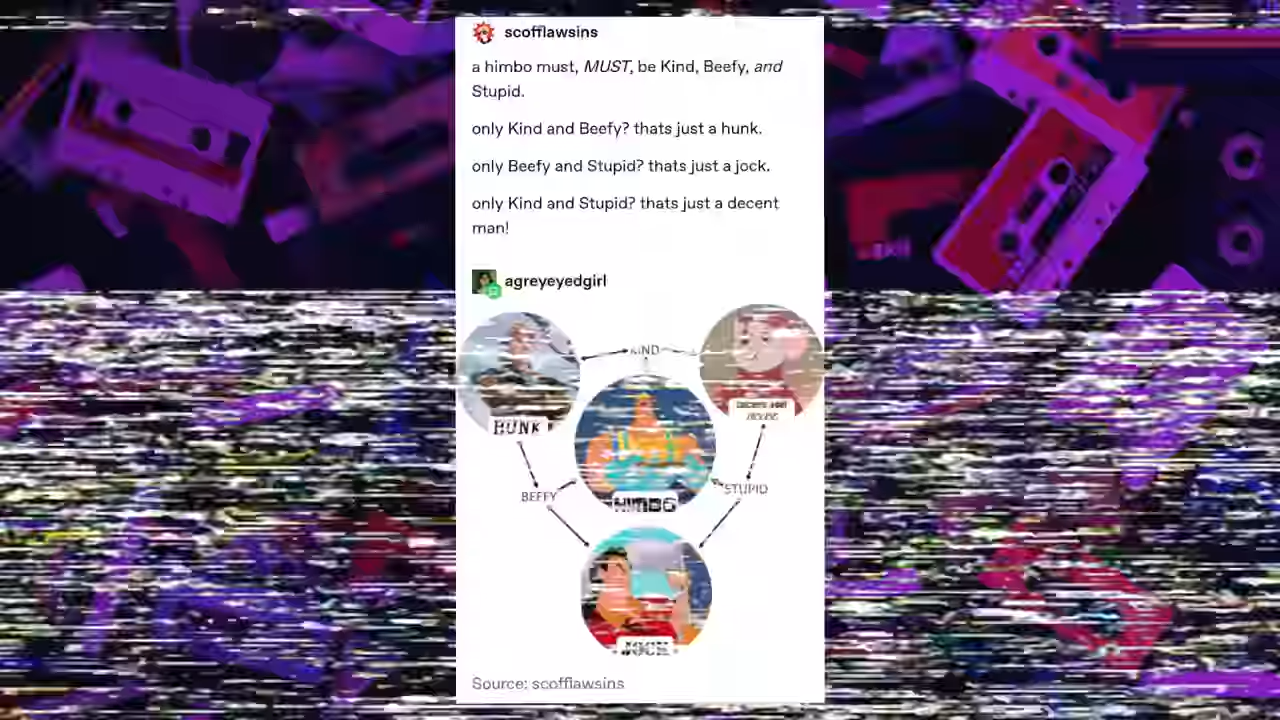 scofflawsins
a himbo must, MUST, be Kind, Beefy, and
Stupid.
only Kind and Beefy? thats just a hunk.
only Beefy and Stupid? thats just a jock.
only Kind and Stupid? thats just a decent
man!
agreyeyedgirl
KIND
HUNK
BEEFY
STUPID
HIMBO
JOCK
Source: scofflawsins